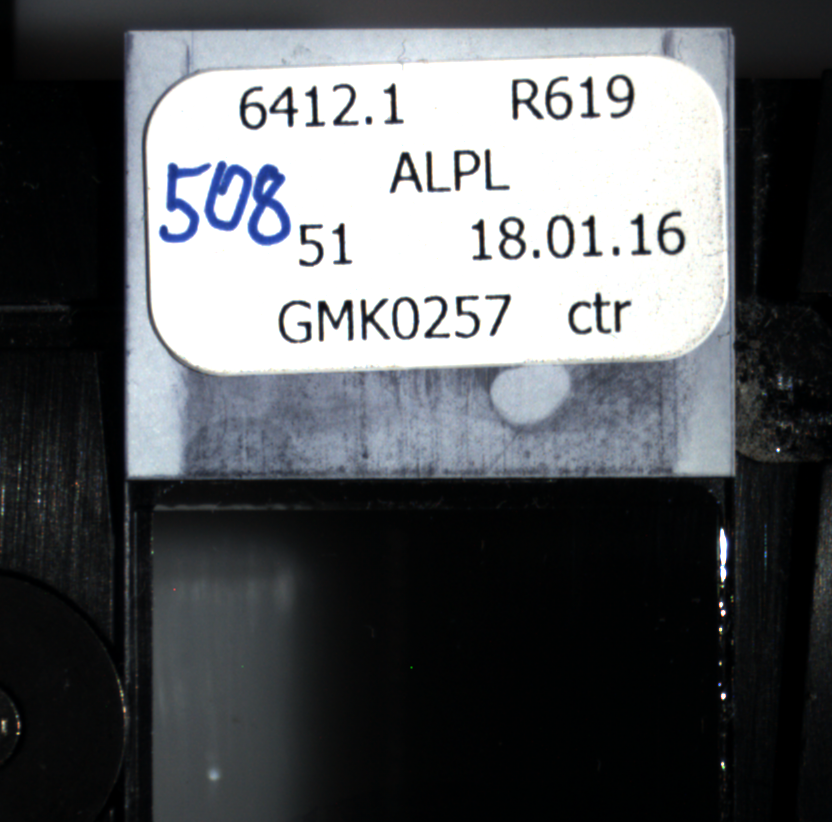 6412.1 R619
ALPL
508
51 18.01.16
GMK0257 ctr